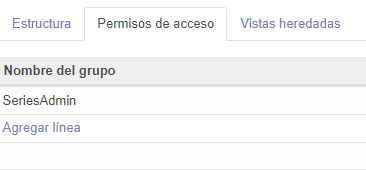 Estructura Permisos de acceso Vistas heredadas
Nombre del grupo
SeriesAdmin
Agregar línea